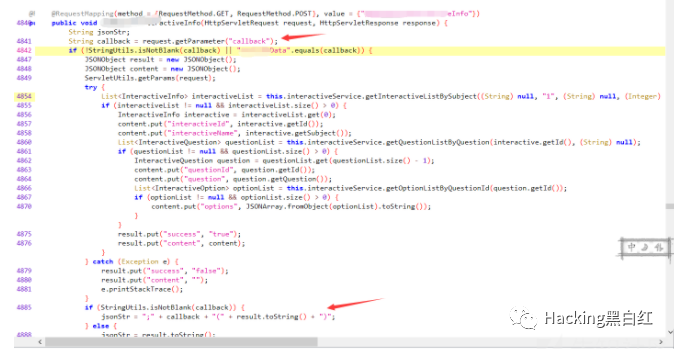 @ @RequestMapping(method = {RequestMethod.GET, RequestMethod.POST}, value = {" eInfo"})
4840 public void activeInfo(HttpServletRequest request, HttpServletResponse response) {
String jsonStr;
4841 String callback = request.getParameter("callback");
4842 if (!StringUtils.isNotBlank(callback) || " Data".equals(callback)) {
4847 JSONObject result = new JSONObject();
4848 JSONObject content = new JSONObject();
4849 ServletUtils.getParams(request);
try {
4854 List<InteractiveInfo> interactiveList = this.interactiveService.getInteractiveListBySubject((String) null, "1", (String) null, (Integer)
4855 if (interactiveList != null && interactiveList.size() > 0) {
4856 InteractiveInfo interactive = interactiveList.get(0);
4857 content.put("interactiveId", interactive.getId());
4858 content.put("interactiveName", interactive.getSubject());
4860 List<InteractiveQuestion> questionList = this.interactiveService.getQuestionListByQuestion(interactive.getId(), (String) null);
4861 if (questionList != null && questionList.size() > 0) {
4862 InteractiveQuestion question = questionList.get(questionList.size() - 1);
4863 content.put("questionId", question.getId());
4866 content.put("question", question.getQuestion());
4866 List<InteractiveOption> optionList = this.interactiveService.getOptionListByQuestionId(question.getId());
4867 if (optionList != null && optionList.size() > 0) {
4870 content.put("options", JSONArray.fromObject(optionList).toString());
}
}
4875 result.put("success", "true");
4876 result.put("content", content);
}
} catch (Exception e) {
4879 result.put("success", "false");
4880 result.put("content", "");
4881 e.printStackTrace();
}
4885 if (StringUtils.isNotBlank(callback)) {
jsonStr = ";" + callback + "(" + result.toString() + ")";
} else {
4888 jsonStr = result.toString();
中
Hacking黑白红